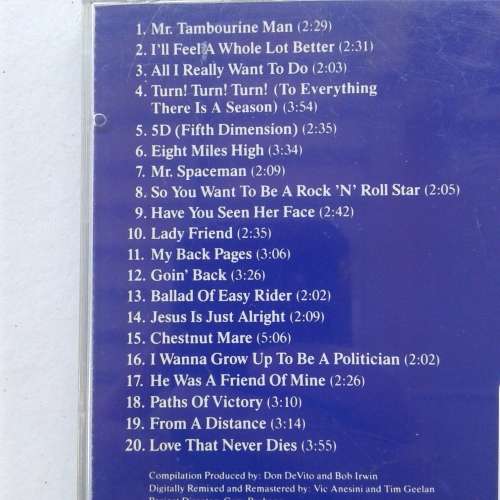 1. Mr. Tambourine Man (2:29)
2. I'll Feel A Whole Lot Better (2:31)
3. All I Really Want To Do (2:03)
4. Turn! Turn! Turn! (To Everything
There Is A Season) (3:54)
5. 5D (Fifth Dimension) (2:35)
6. Eight Miles High (3:34)
7. Mr. Spaceman (2:09)
8. So You Want To Be A Rock 'N' Roll Star (2:05)
9. Have You Seen Her Face (2:42)
10. Lady Friend (2:35)
11. My Back Pages (3:06)
12. Goin' Back (3:26)
13. Ballad Of Easy Rider (2:02)
14. Jesus Is Just Alright (2:09)
15. Chestnut Mare (5:06)
16. I Wanna Grow Up To Be A Politician (2:02)
17. He Was A Friend Of Mine (2:26)
18. Paths Of Victory (3:10)
19. From A Distance (3:14)
20. Love That Never Dies (3:55)
Compilation Produced by: Don DeVito and Bob Irwin
Digitally Remixed and Remastered by: Vic Anesini and Tim Geelan